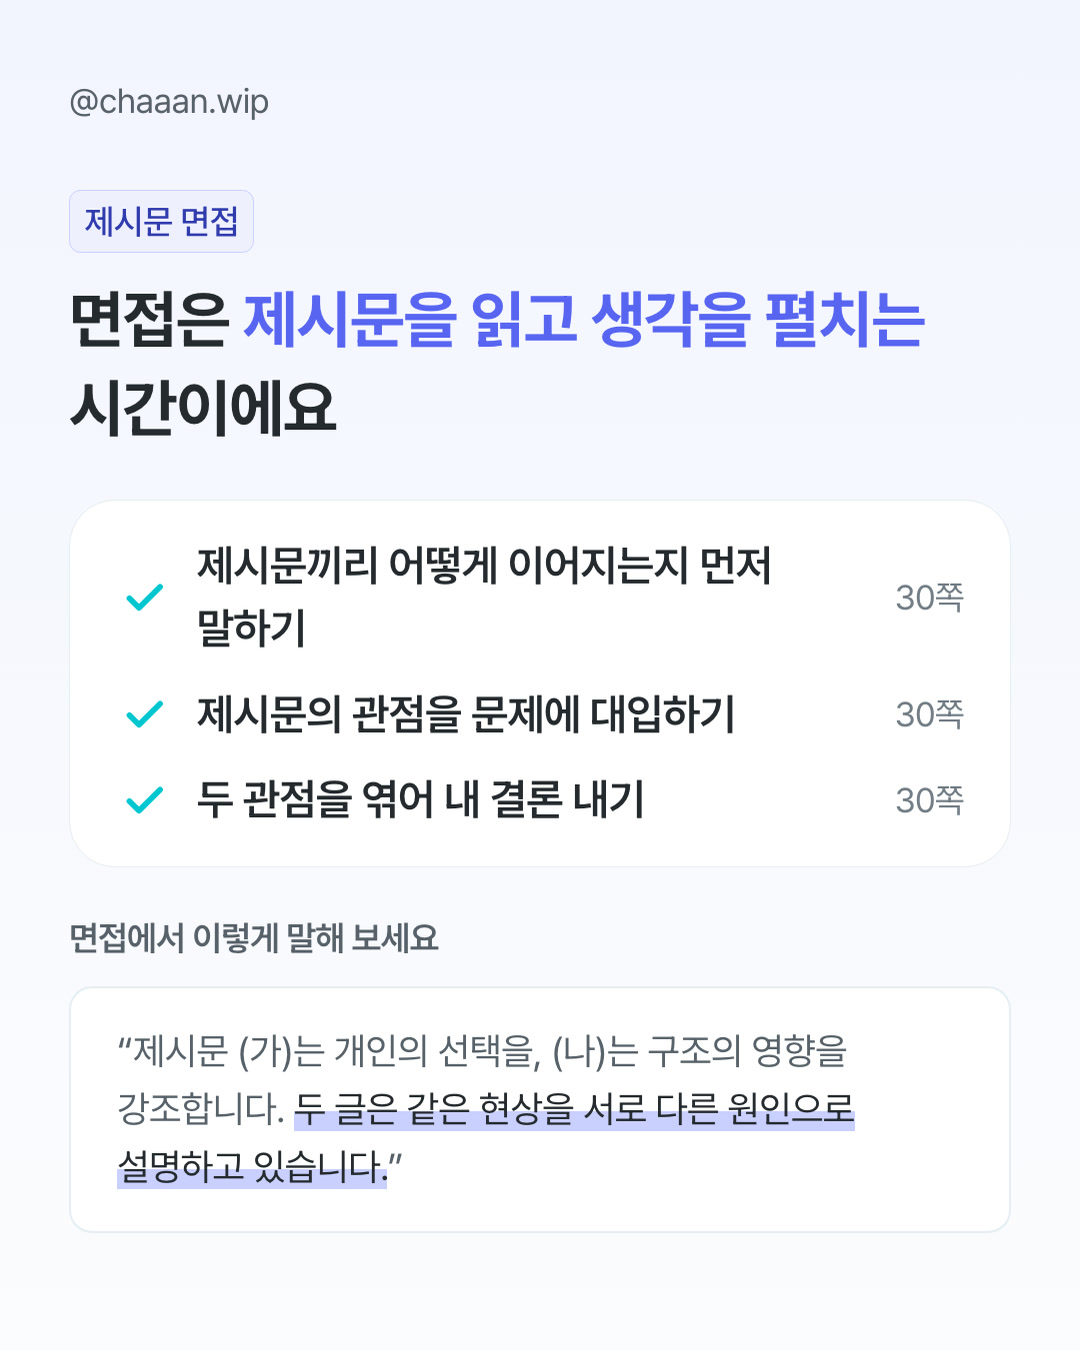 @chaaan.wip
제시문 면접
면접은 제시문을 읽고 생각을 펼치는
시간이에요
제시문끼리 어떻게 이어지는지 먼저
말하기
30쪽
제시문의 관점을 문제에 대입하기
30쪽
두 관점을 엮어 내 결론 내기
30쪽
면접에서 이렇게 말해 보세요
“제시문 (가)는 개인의 선택을, (나)는 구조의 영향을
강조합니다. 두 글은 같은 현상을 서로 다른 원인으로
설명하고 있습니다.”